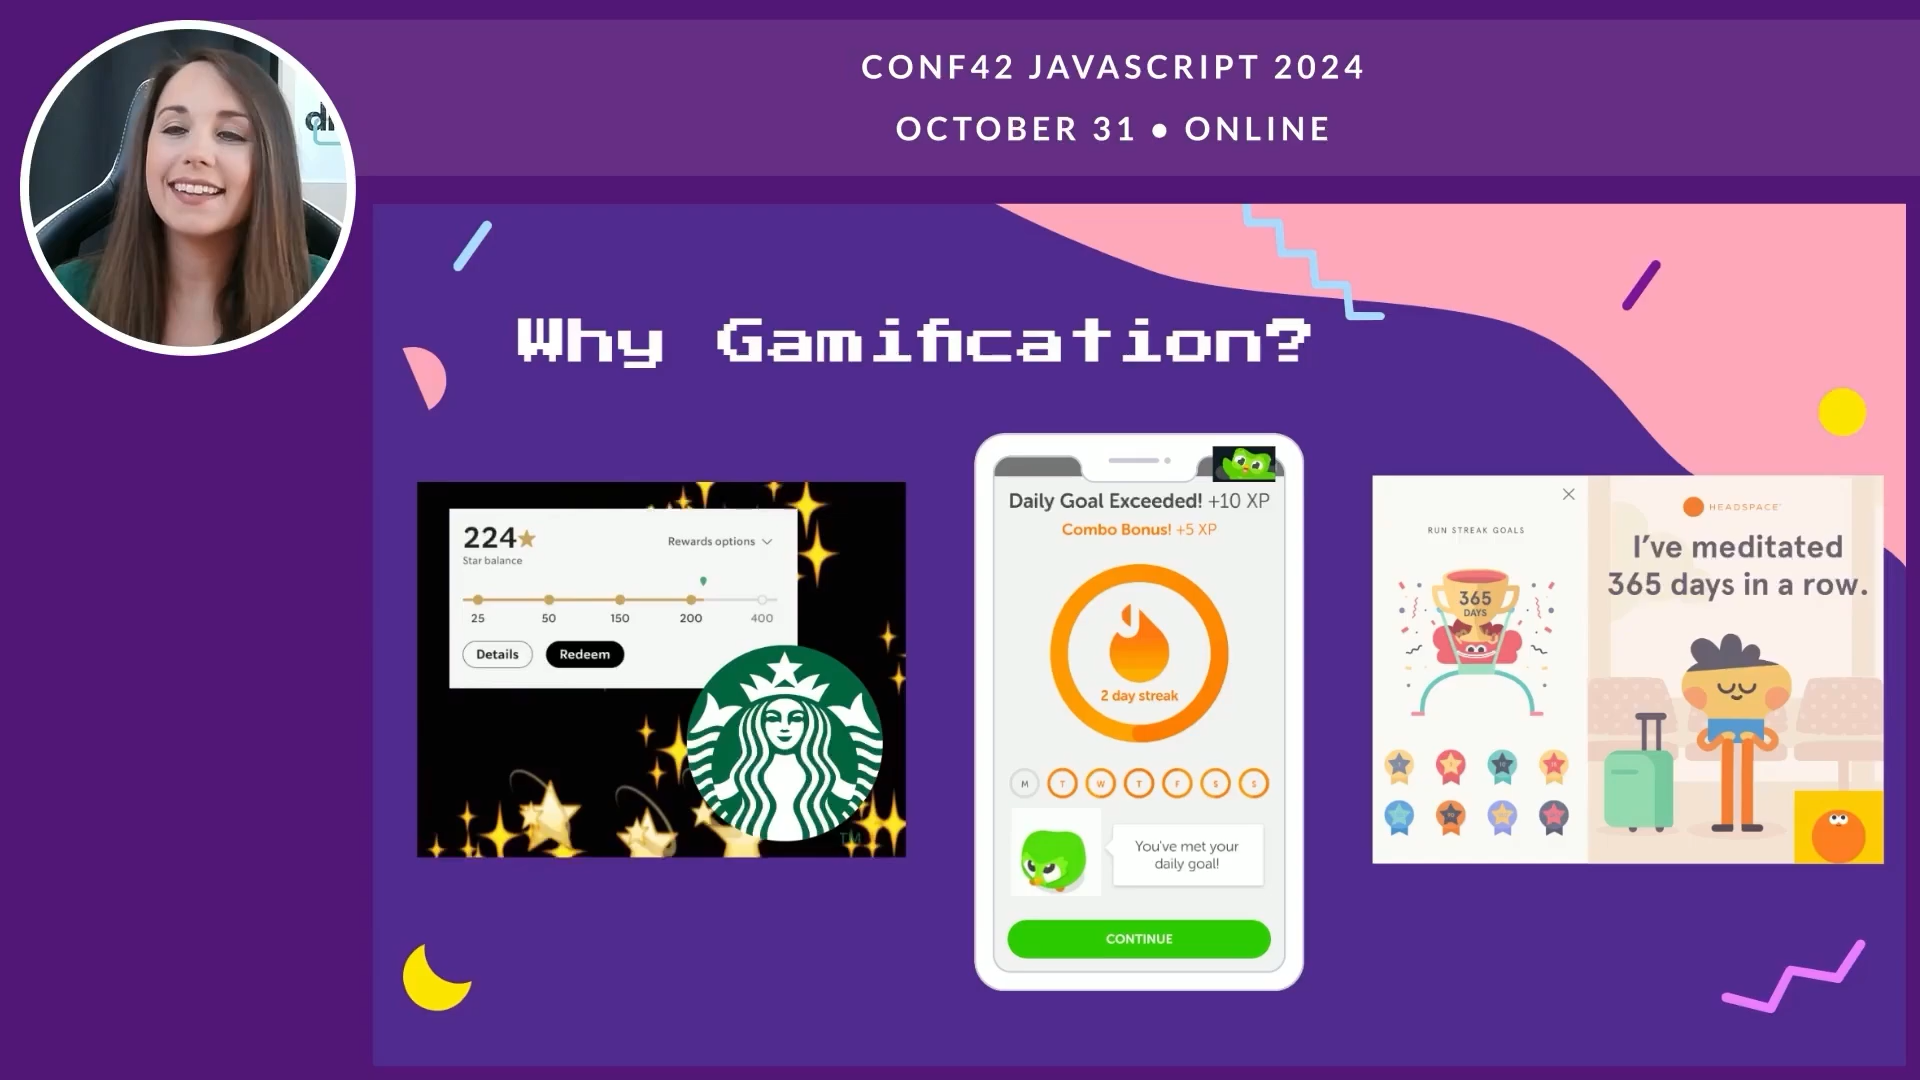 CONF42 JAVASCRIPT 2024
OCTOBER 31 • ONLINE
Why Gamification?
224
Rewards options
Star balance
25 50 150 200 400
Details Redeem
TM
Daily Goal Exceeded! +10 XP
Combo Bonus! +5 XP
2 day streak
M T W T F S S
You've met your
daily goal!
CONTINUE
RUN STREAK GOALS
365
DAYS
HEADSPACE
I've meditated
365 days in a row.